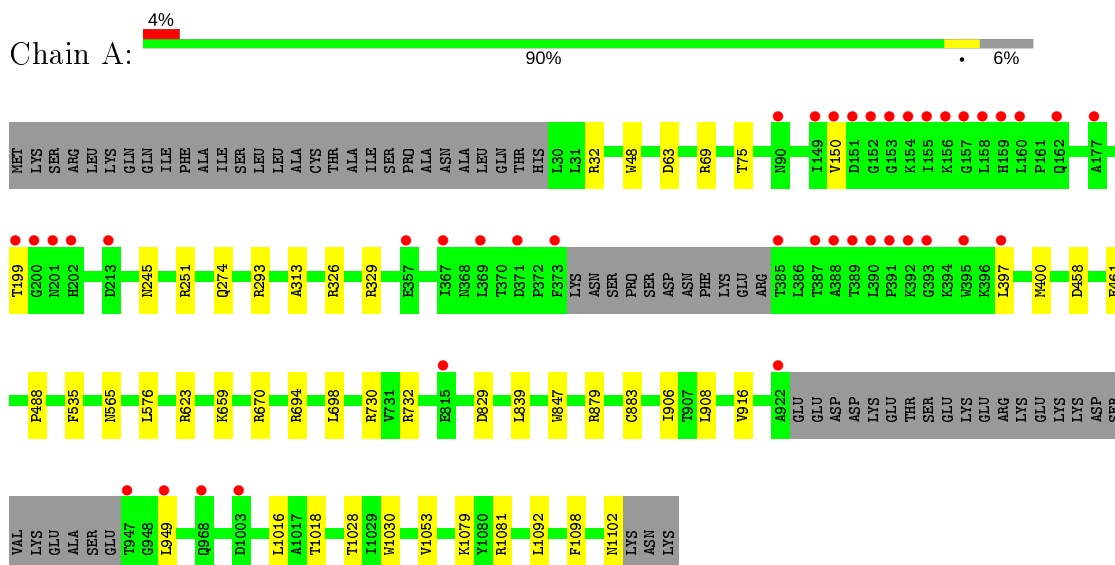 4%
Chain A:
90% • 6%
MET LYS SER ARG LEU LYS GLN GLN ILE PHE ALA ILE SER LEU LEU ALA CYS THR ALA ILE SER PRO ALA ASN ALA LEU GLN THR HIS L30 L31 R32 W48 D63 R69 T75 N90 I149 V150 D151 G152 G153 K154 I155 K156 G157 L158 H159 L160 P161 Q162 A177
T199 G200 N201 H202 D213 N245 R251 Q274 R293 A313 R326 R329 E357 I367 N368 L369 T370 D371 P372 F373 LYS ASN SER PRO SER ASP ASN PHE LYS GLU ARG T385 L386 T387 A388 T389 L390 P391 K392 G393 K394 W395 K396 L397 M400 D458
P488 F535 N565 L576 R623 K659 R670 R694 L698 R730 V731 R732 E815 D829 L839 W847 R879 C883 I906 T907 L908 V916 A922 GLU GLU ASP ASP LYS GLU THR SER GLU LYS GLU ARG LYS GLU LYS LYS ASP SER
VAL LYS GLU ALA SER GLU T947 G948 L949 Q968 D1003 L1016 A1017 T1018 T1028 I1029 W1030 V1053 K1079 Y1080 R1081 L1092 F1098 N1102 LYS ASN LYS